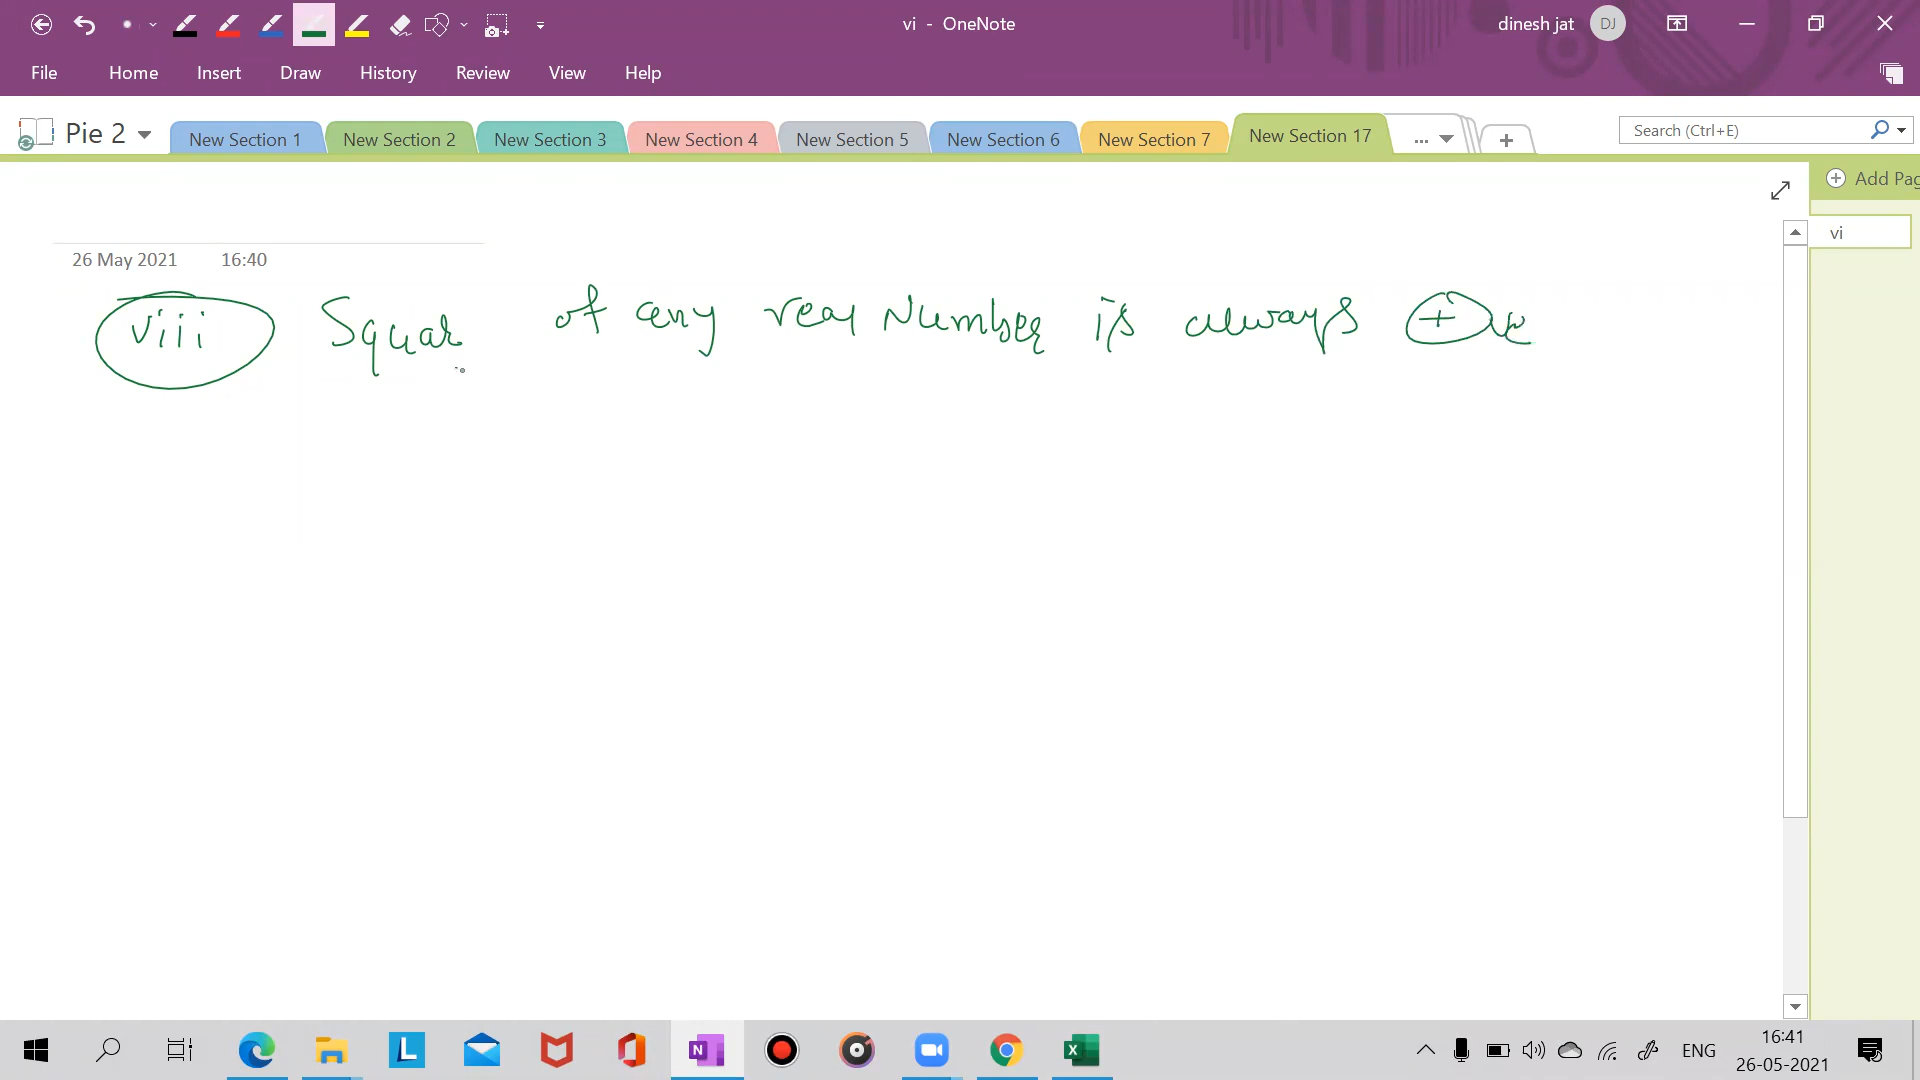 vi - OneNote
dinesh jat DJ
File Home Insert Draw History Review View Help
Pie 2 New Section 1 New Section 2 New Section 3 New Section 4 New Section 5 New Section 6 New Section 7 New Section 17 ... + Search (Ctrl+E)
Add Pag
vi
26 May 2021 16:40
viii Squar of any real Number is always +ve
L N X ENG 16:41
26-05-2021